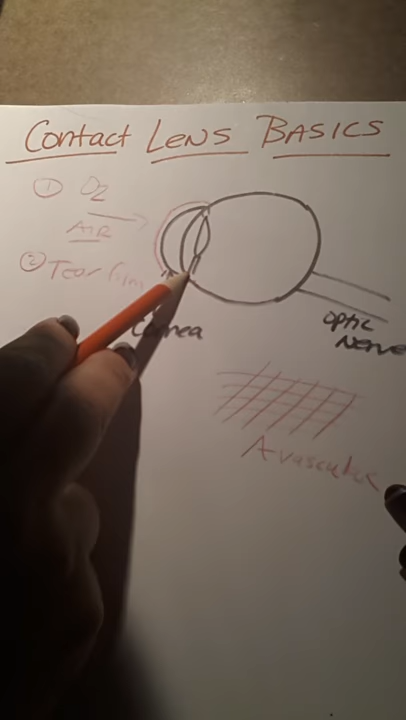 Contact Lens BASICS
① O2
AIR
② Tear film
Cornea
OPTIC
NERVE
Avascular